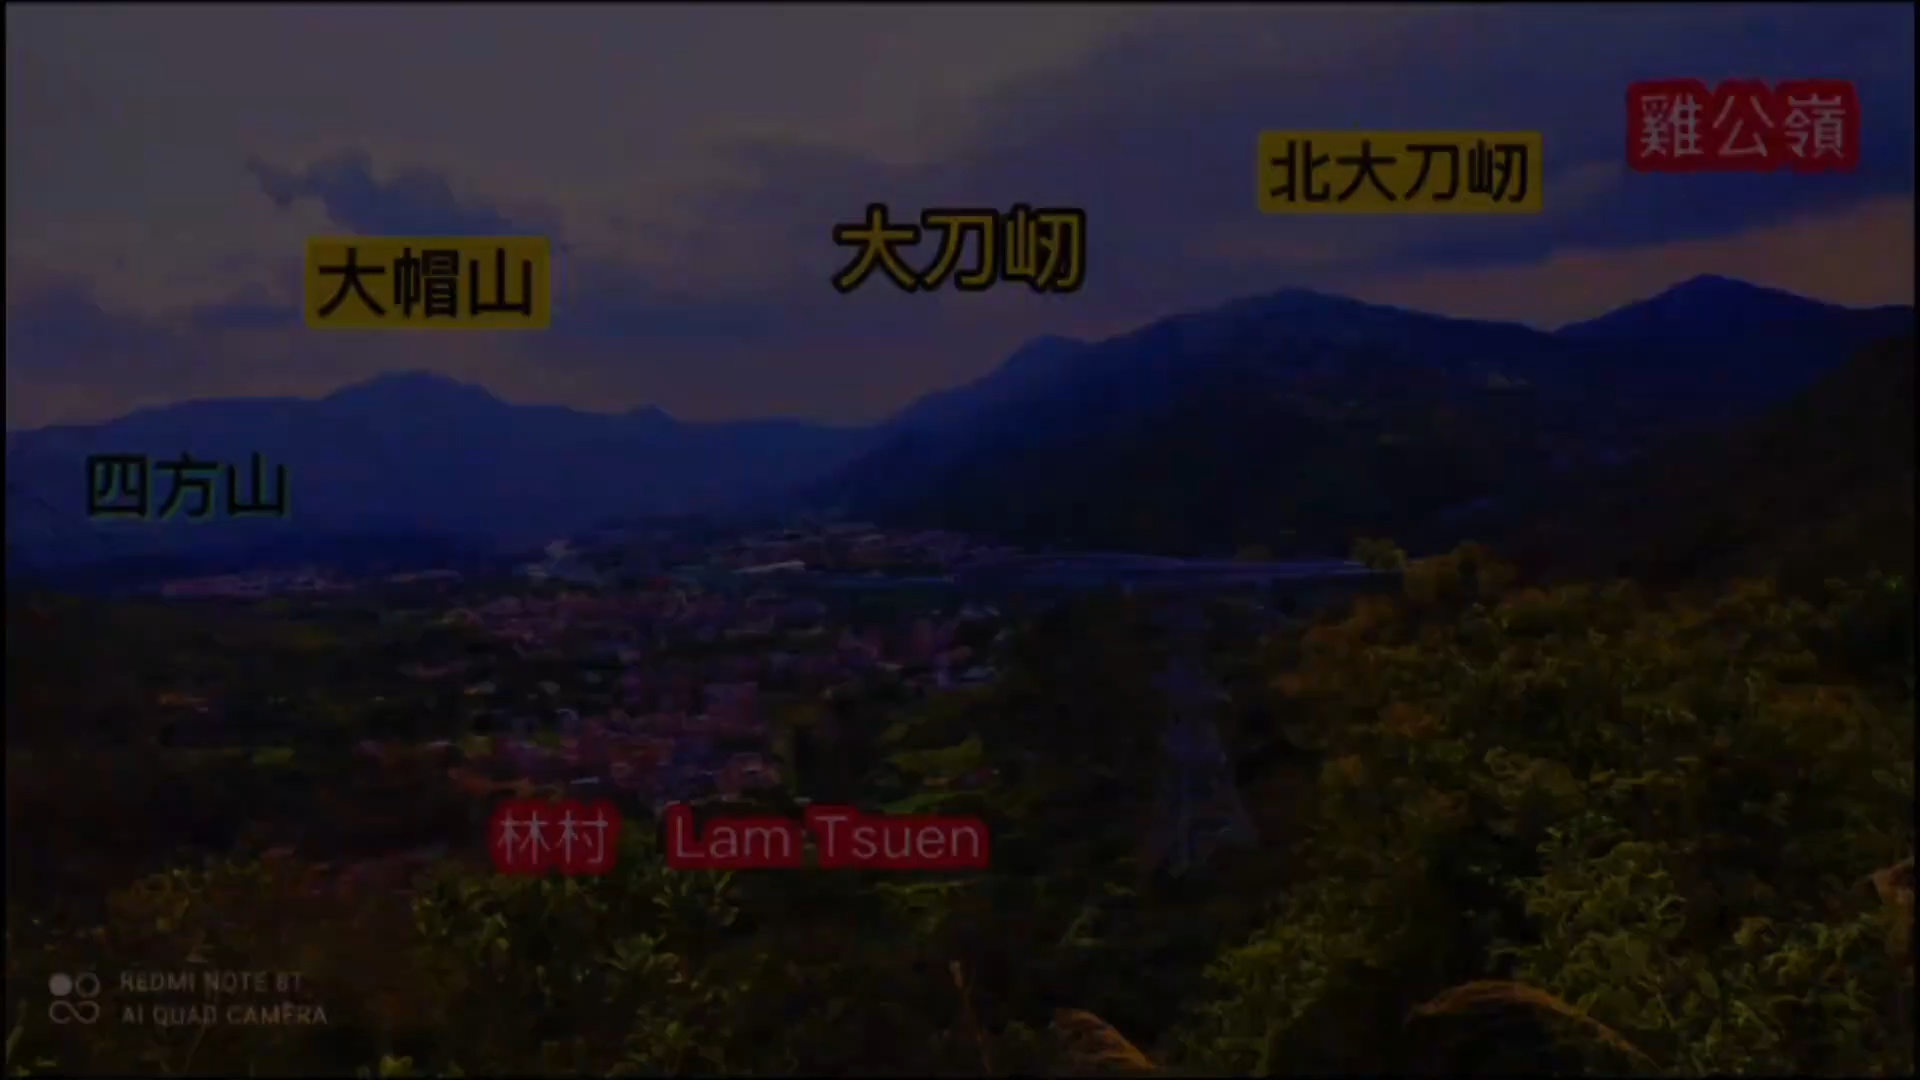 雞公嶺
北大刀屻
大刀屻
大帽山
四方山
林村 Lam Tsuen
REDMI NOTE 8T
AI QUAD CAMERA